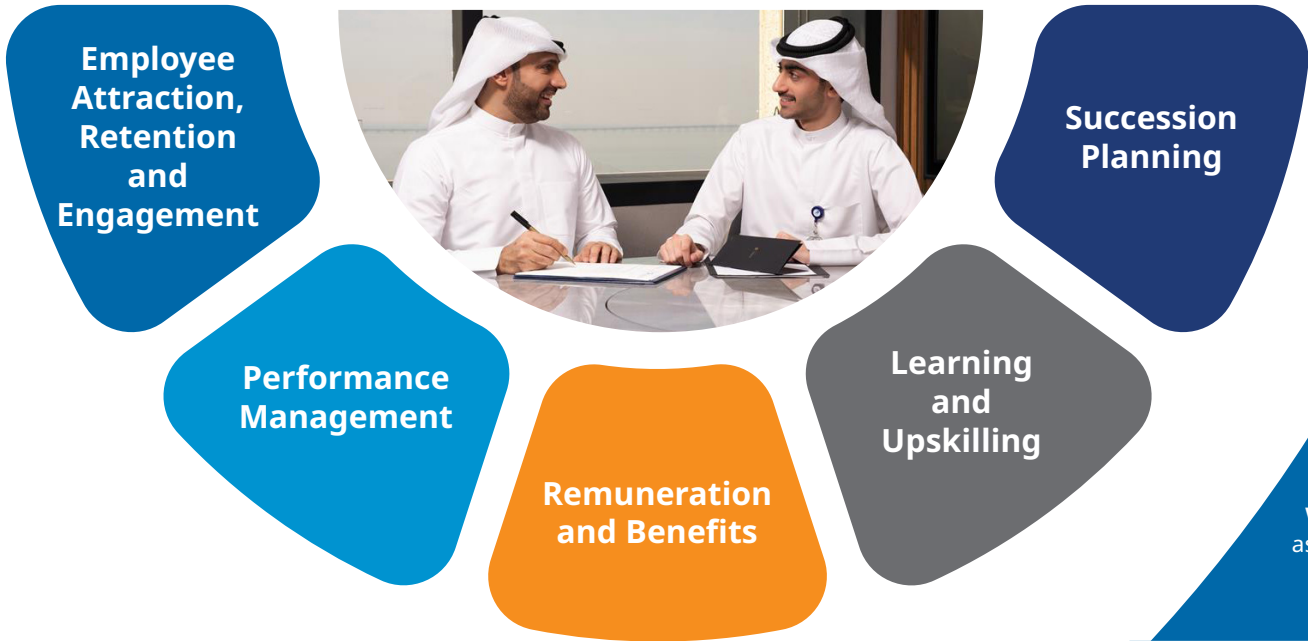 Employee
Attraction,
Retention
and
Engagement
Performance
Management
Remuneration
and Benefits
Learning
and
Upskilling
Succession
Planning